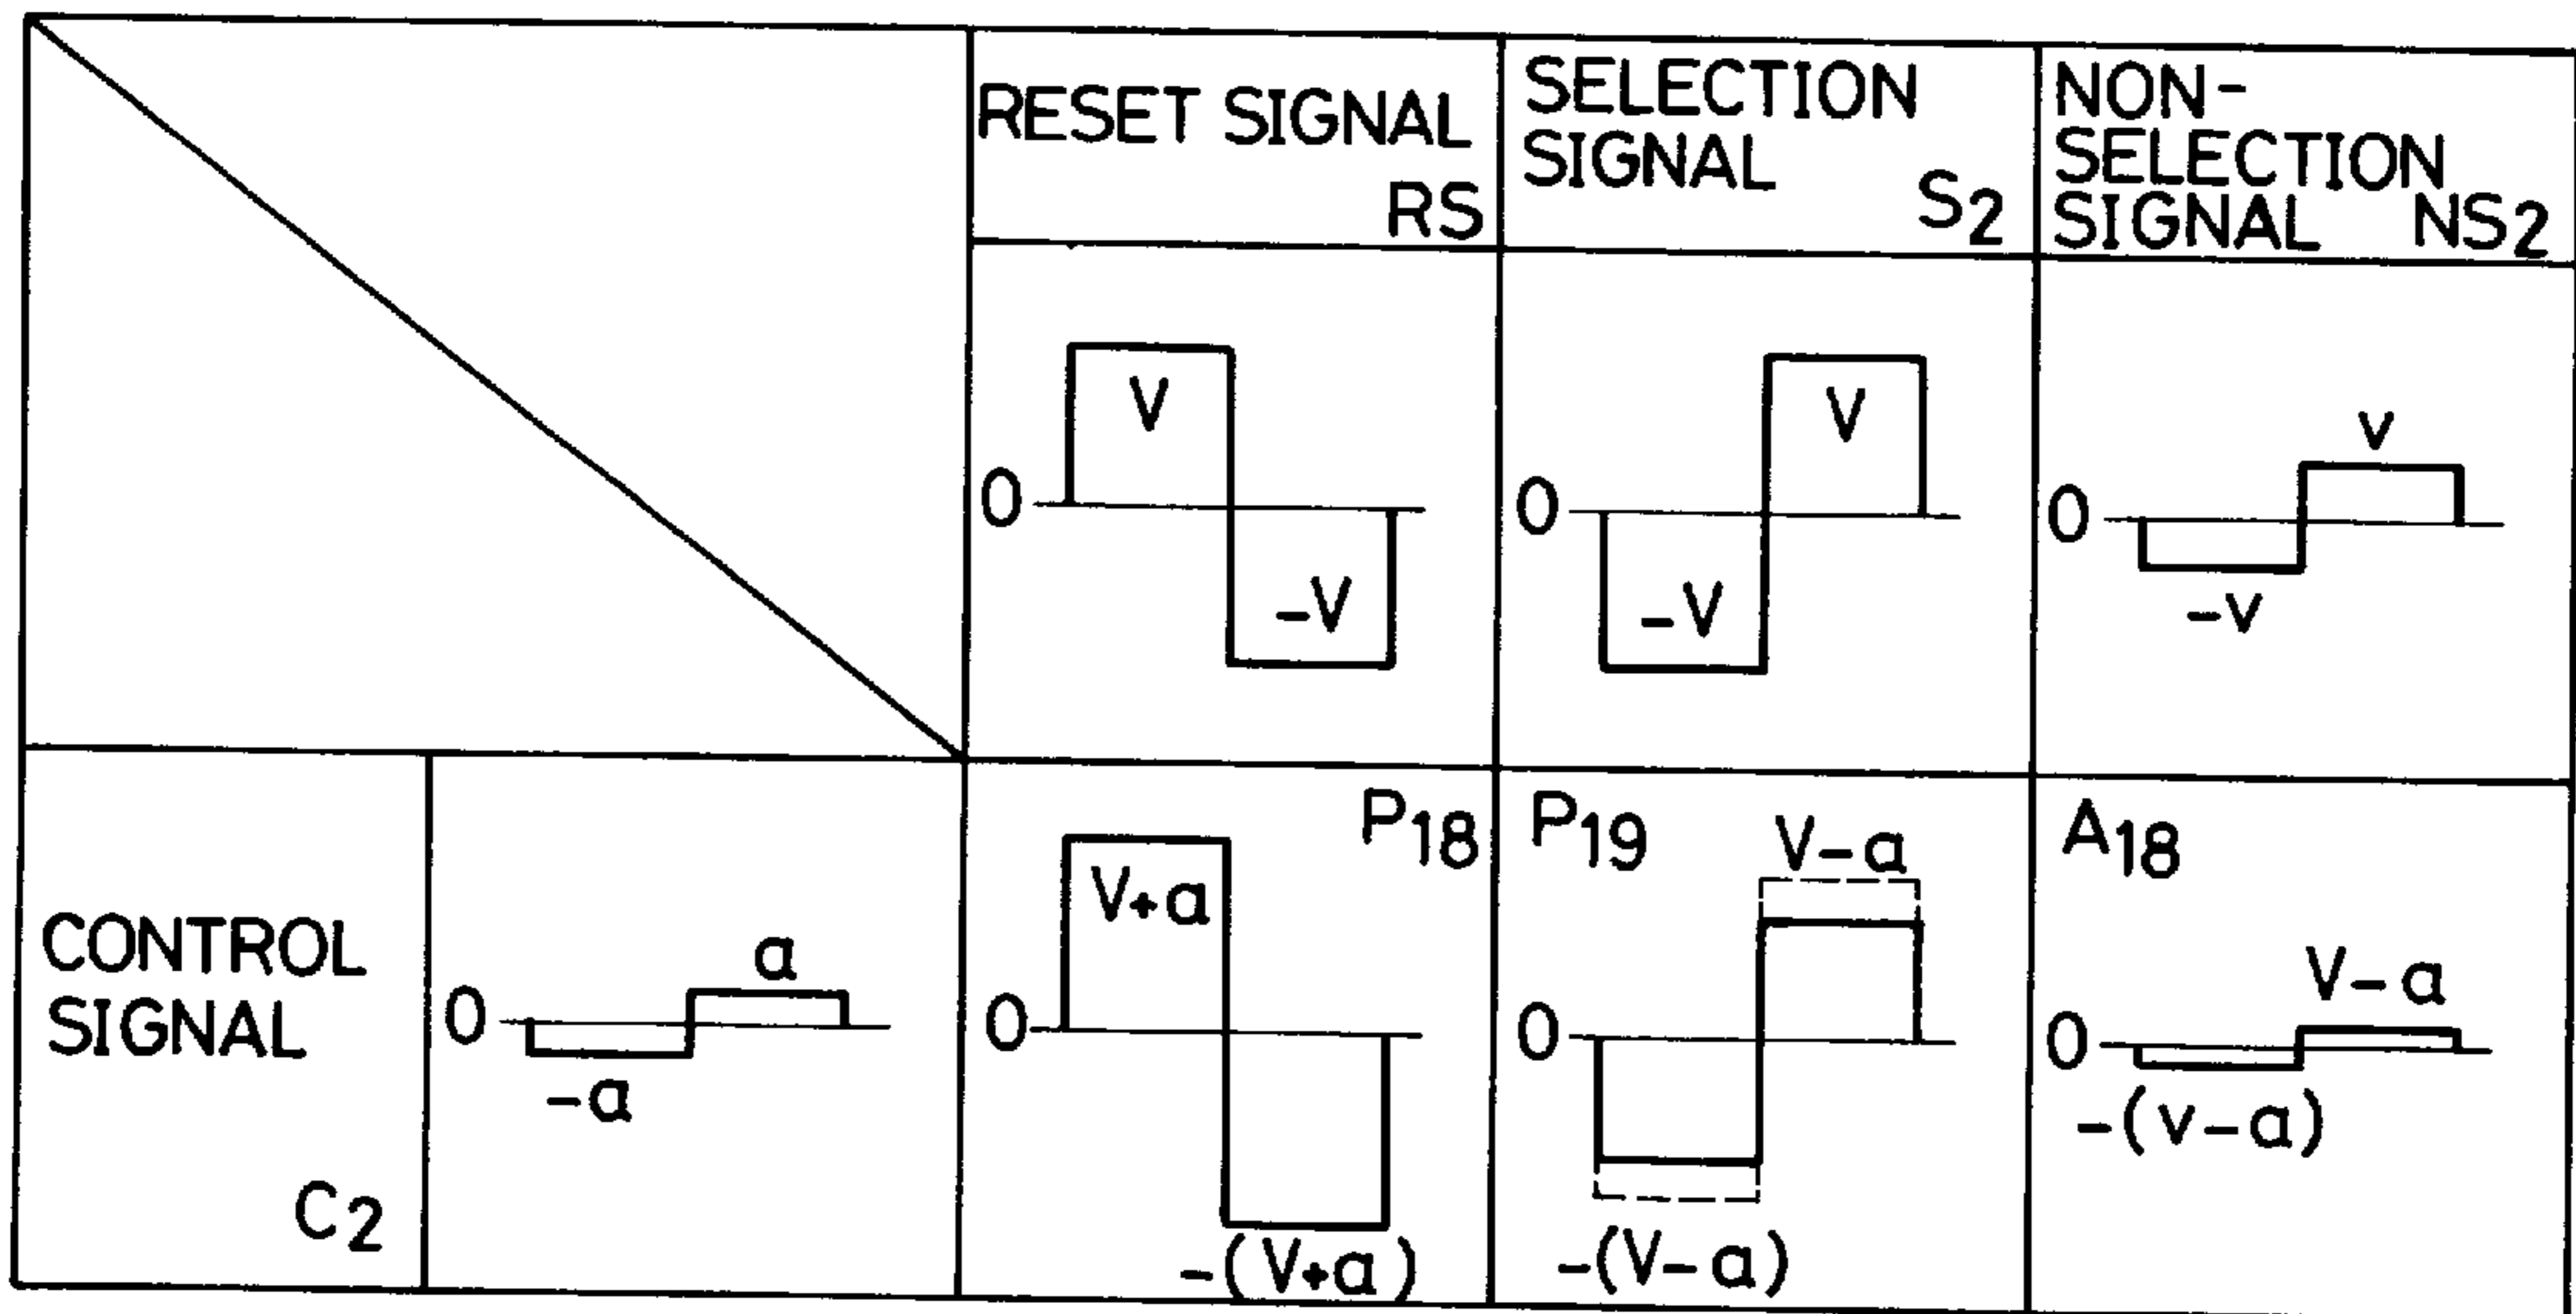 RESET SIGNAL
RS
SELECTION
SIGNAL
S2
NON-
SELECTION
SIGNAL NS2
V
0
-V
V
0
-V
v
0
-v
CONTROL
SIGNAL
C2
a
0
-a
P18
V+a
0
-(V+a)
P19
V-a
0
-(V-a)
A18
V-a
0
-(v-a)